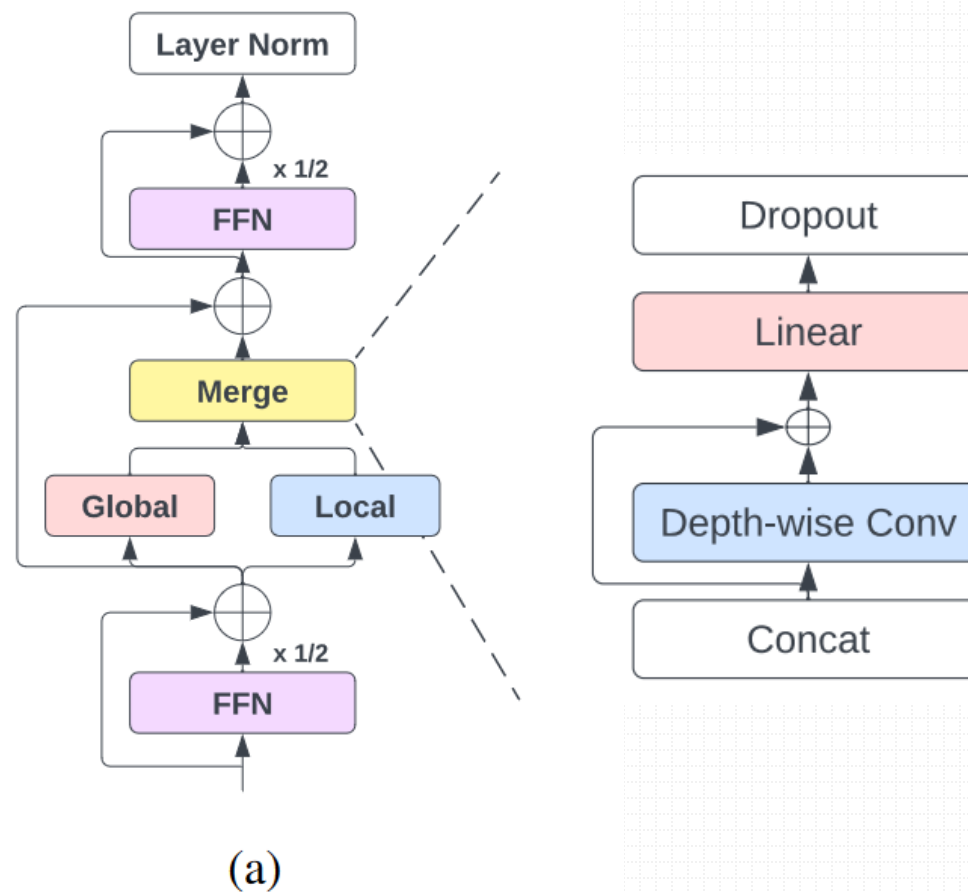 Layer Norm
x 1/2
FFN
Merge
Global
Local
x 1/2
FFN
(a)
Dropout
Linear
Depth-wise Conv
Concat